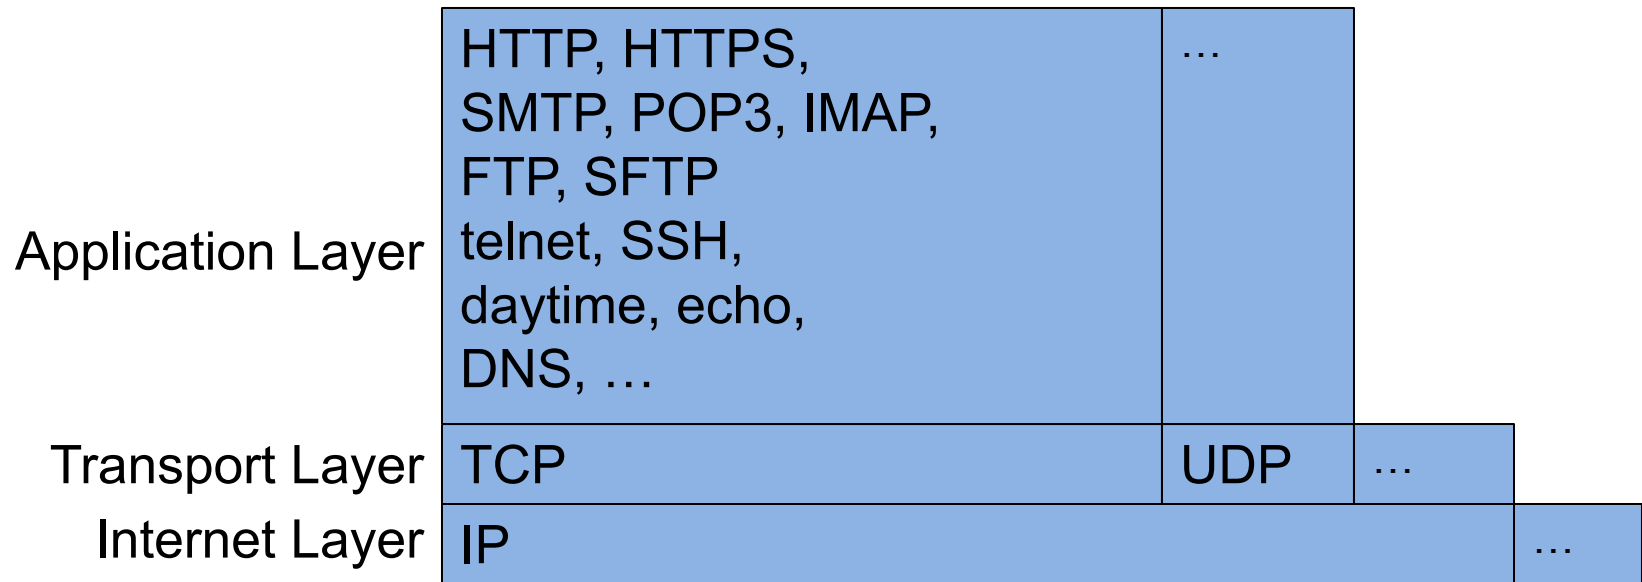 HTTP, HTTPS,
SMTP, POP3, IMAP,
FTP, SFTP
telnet, SSH,
daytime, echo,
DNS, …
…
Application Layer
Transport Layer
TCP
UDP
…
Internet Layer
IP
…